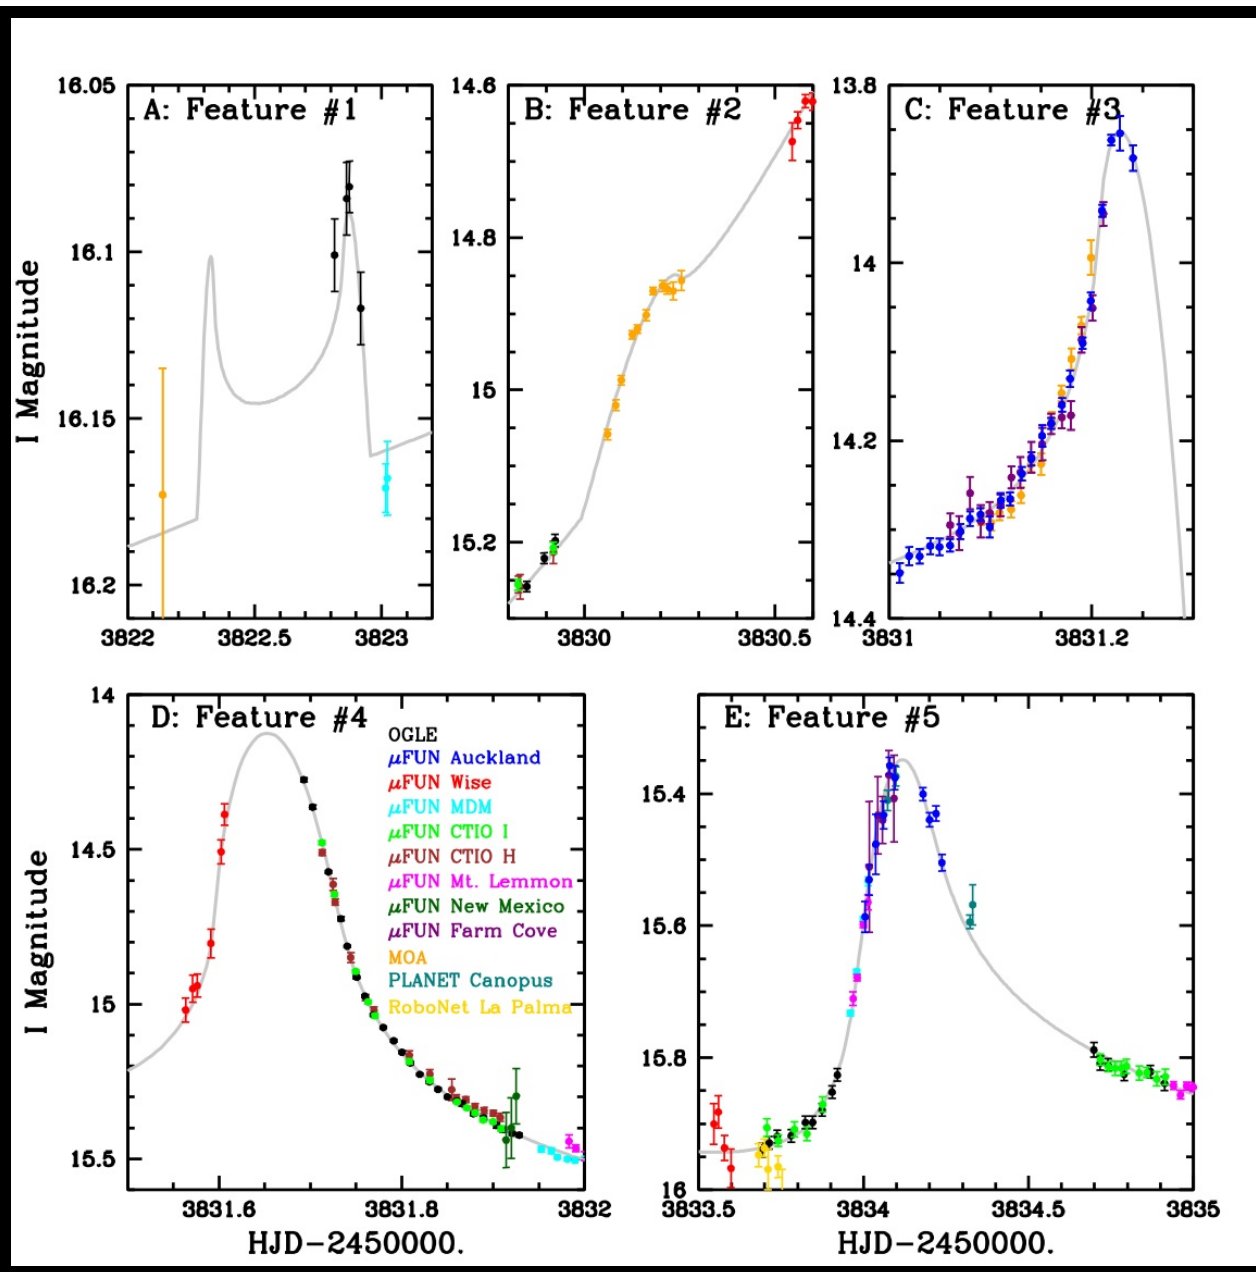 A: Feature #1
16.05
16.1
16.15
16.2
3822
3822.5
3823
I Magnitude
B: Feature #2
14.6
14.8
15
15.2
3830
3830.5
C: Feature #3
13.8
14
14.2
14.4
3831
3831.2
D: Feature #4
14
14.5
15
15.5
3831.6
3831.8
3832
I Magnitude
HJD-2450000.
OGLE
μFUN Auckland
μFUN Wise
μFUN MDM
μFUN CTIO I
μFUN CTIO H
μFUN Mt. Lemmon
μFUN New Mexico
μFUN Farm Cove
MOA
PLANET Canopus
RoboNet La Palma
E: Feature #5
15.4
15.6
15.8
16
3833.5
3834
3834.5
3835
HJD-2450000.